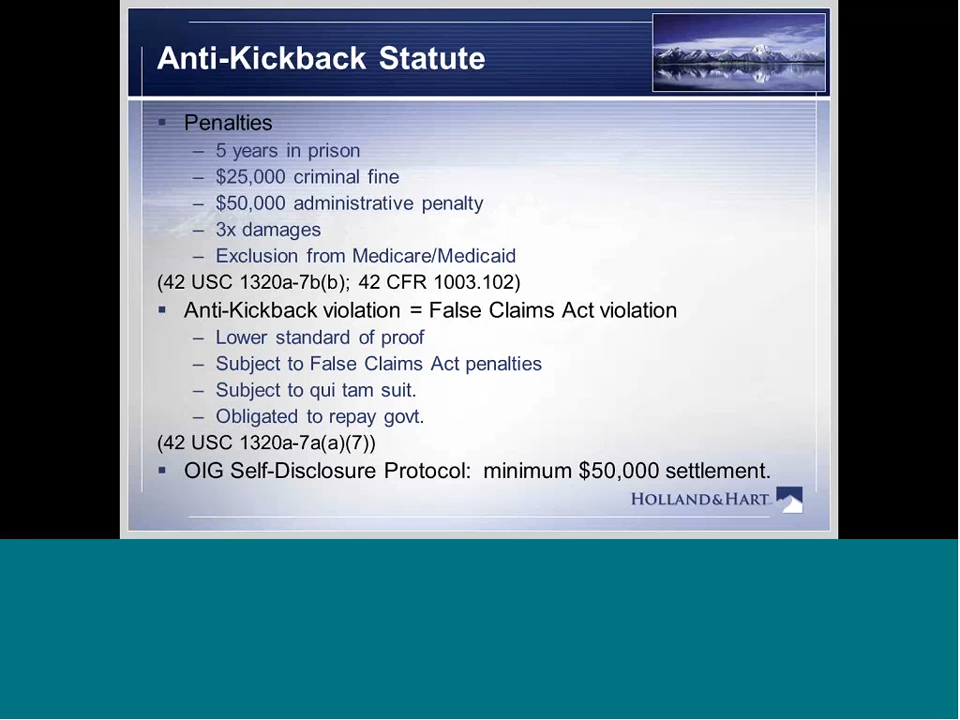 Anti-Kickback Statute
▪ Penalties
– 5 years in prison
– $25,000 criminal fine
– $50,000 administrative penalty
– 3x damages
– Exclusion from Medicare/Medicaid
(42 USC 1320a-7b(b); 42 CFR 1003.102)
▪ Anti-Kickback violation = False Claims Act violation
– Lower standard of proof
– Subject to False Claims Act penalties
– Subject to qui tam suit.
– Obligated to repay govt.
(42 USC 1320a-7a(a)(7))
▪ OIG Self-Disclosure Protocol: minimum $50,000 settlement.
HOLLAND&HART